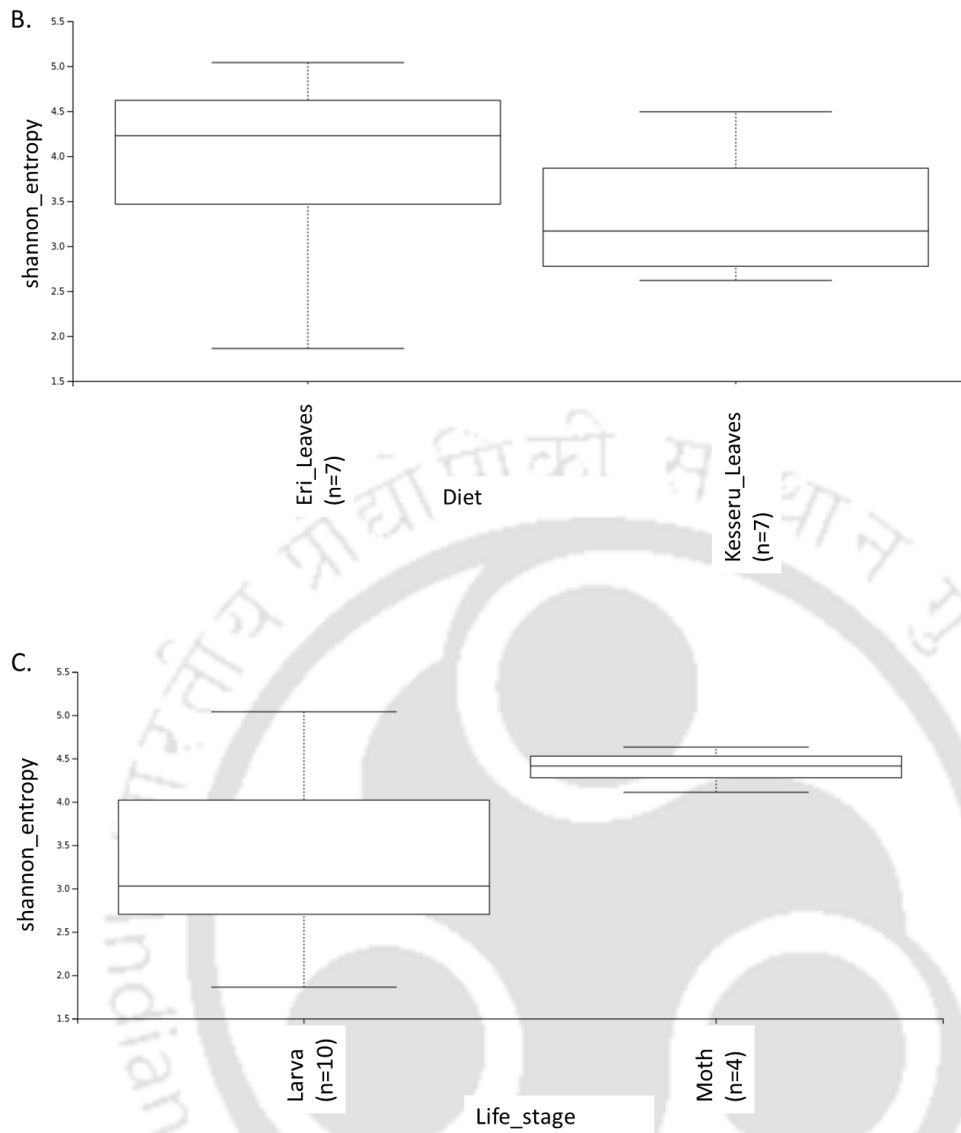 B.
5.5
5.0
4.5
4.0
3.5
3.0
2.5
2.0
1.5
shannon_entropy
Eri_Leaves
(n=7)
Kesseru_Leaves
(n=7)
Diet
C.
5.5
5.0
4.5
4.0
3.5
3.0
2.5
2.0
1.5
shannon_entropy
Larva
(n=10)
Moth
(n=4)
Life_stage
Indian